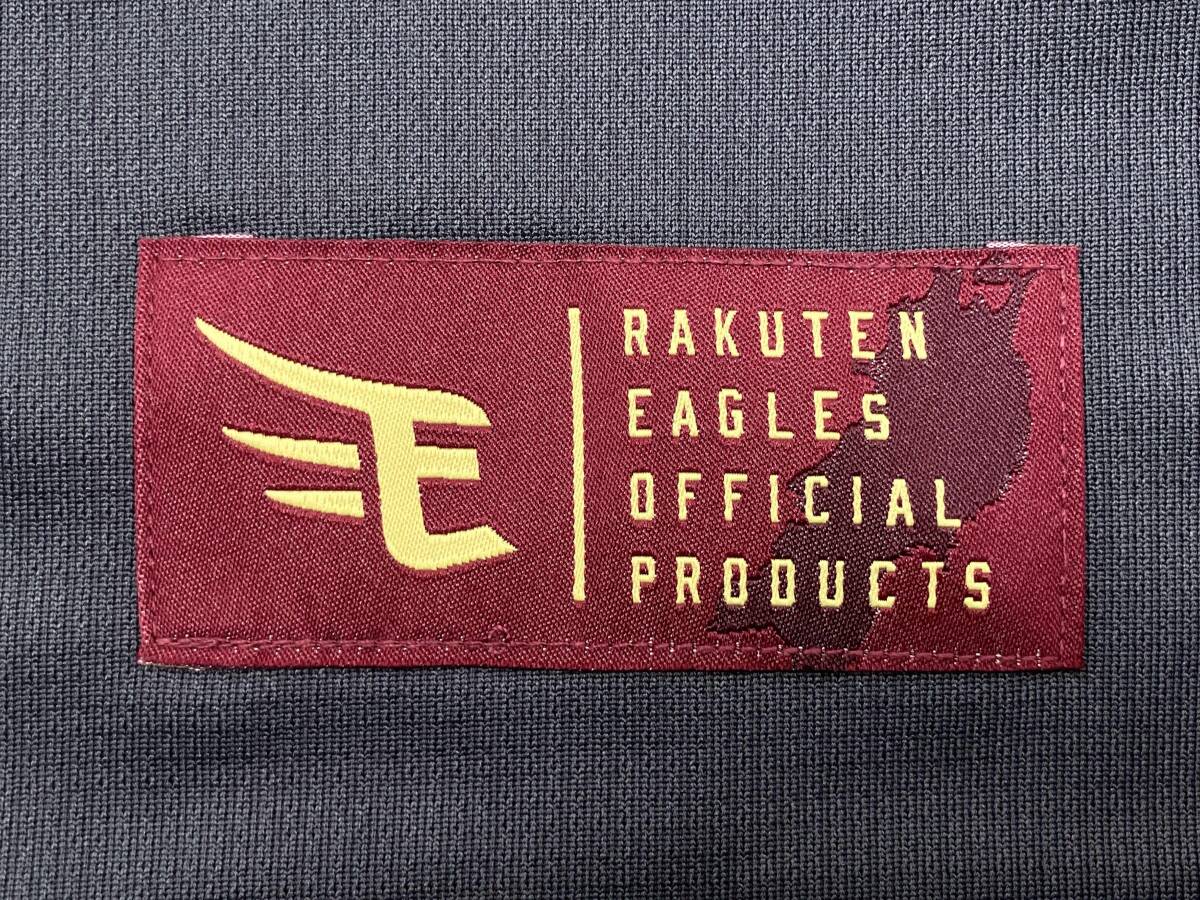 E
RAKUTEN
EAGLES
OFFICIAL
PRODUCTS